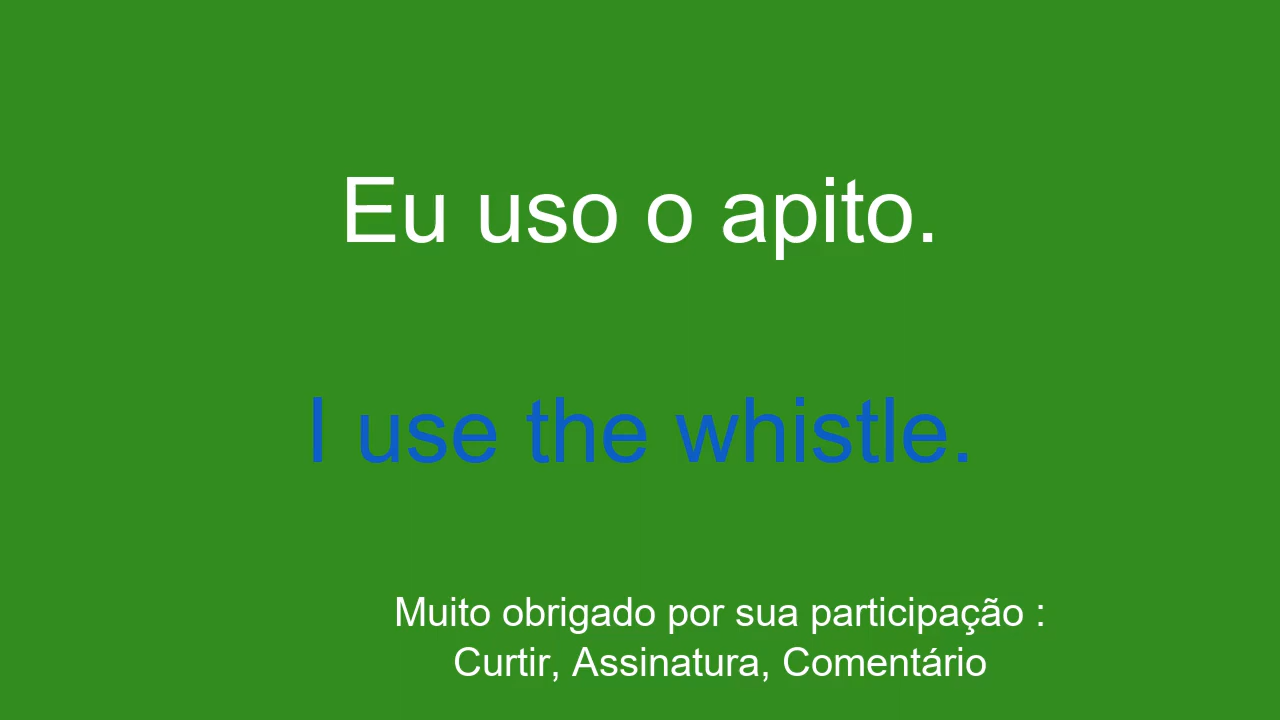 Eu uso o apito.
I use the whistle.
Muito obrigado por sua participação :
Curtir, Assinatura, Comentário